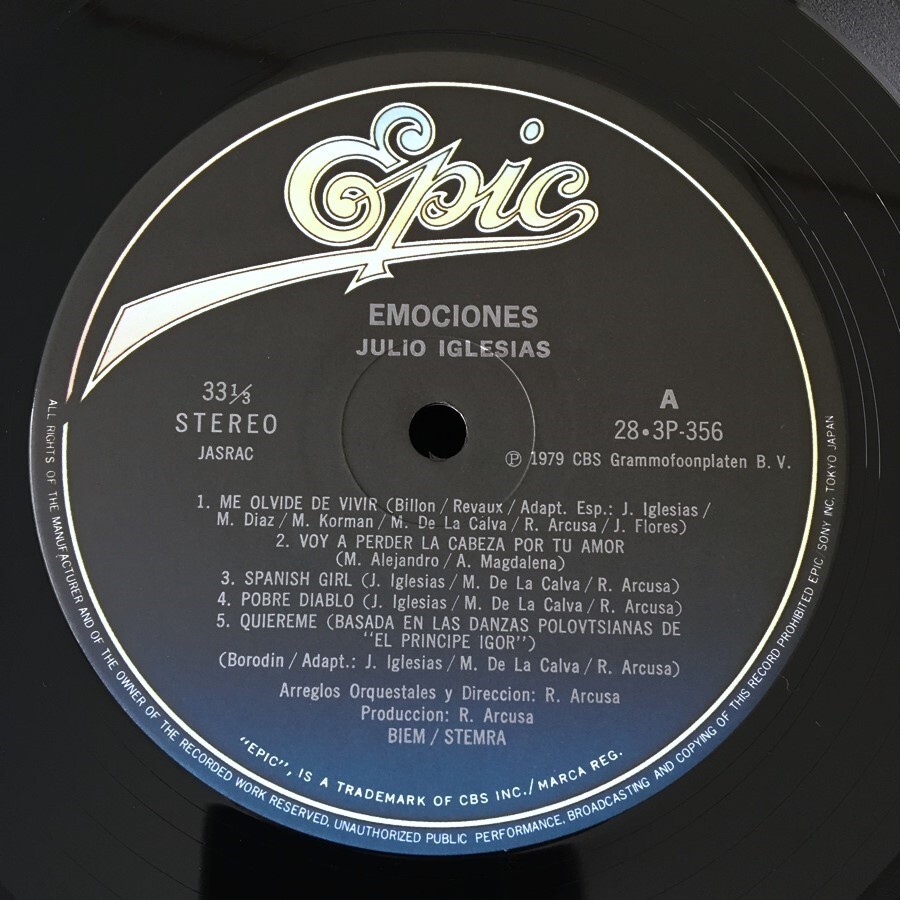 Epic
EMOCIONES
JULIO IGLESIAS
33⅓
STEREO
JASRAC
A
28•3P-356
Ⓟ 1979 CBS Grammofoonplaten B. V.
1. ME OLVIDE DE VIVIR (Billon / Revaux / Adapt. Esp.: J. Iglesias /
M. Diaz / M. Korman / M. De La Calva / R. Arcusa / J. Flores)
2. VOY A PERDER LA CABEZA POR TU AMOR
(M. Alejandro / A. Magdalena)
3. SPANISH GIRL (J. Iglesias / M. De La Calva / R. Arcusa)
4. POBRE DIABLO (J. Iglesias / M. De La Calva / R. Arcusa)
5. QUIEREME (BASADA EN LAS DANZAS POLOVTSIANAS DE
"EL PRINCIPE IGOR")
(Borodin / Adapt.: J. Iglesias / M. De La Calva / R. Arcusa)
Arreglos Orquestales y Direccion: R. Arcusa
Produccion: R. Arcusa
BIEM / STEMRA
"EPIC", IS A TRADEMARK OF CBS INC. / MARCA REG.
ALL RIGHTS OF THE MANUFACTURER AND OF THE OWNER OF THE RECORDED WORK RESERVED, UNAUTHORIZED PUBLIC PERFORMANCE, BROADCASTING AND COPYING OF THIS RECORD PROHIBITED EPIC SONY INC. TOKYO JAPAN